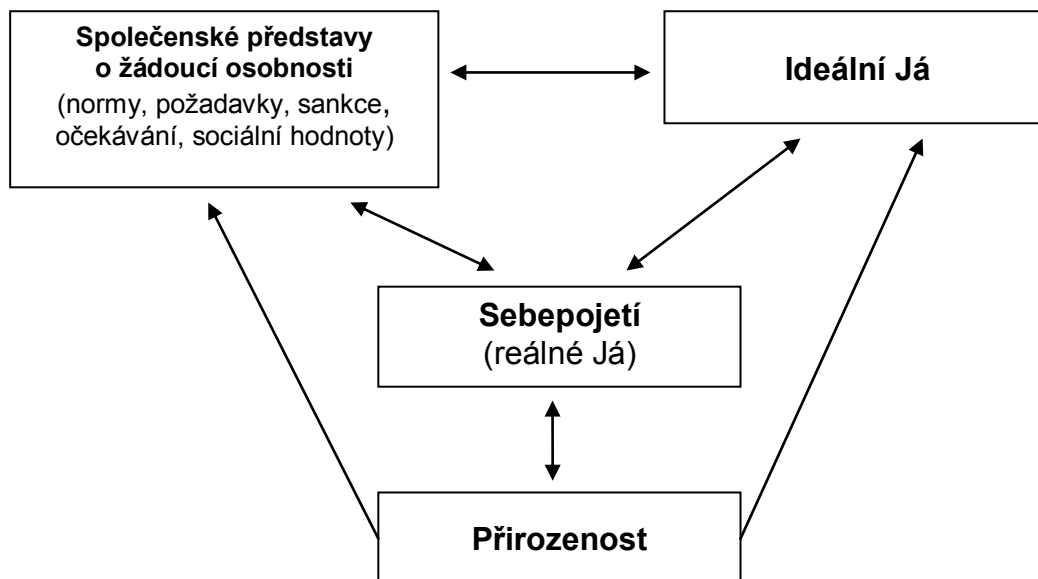 Společenské představy
o žádoucí osobnosti
(normy, požadavky, sankce,
očekávání, sociální hodnoty)
Ideální Já
Sebepojetí
(reálné Já)
Přirozenost